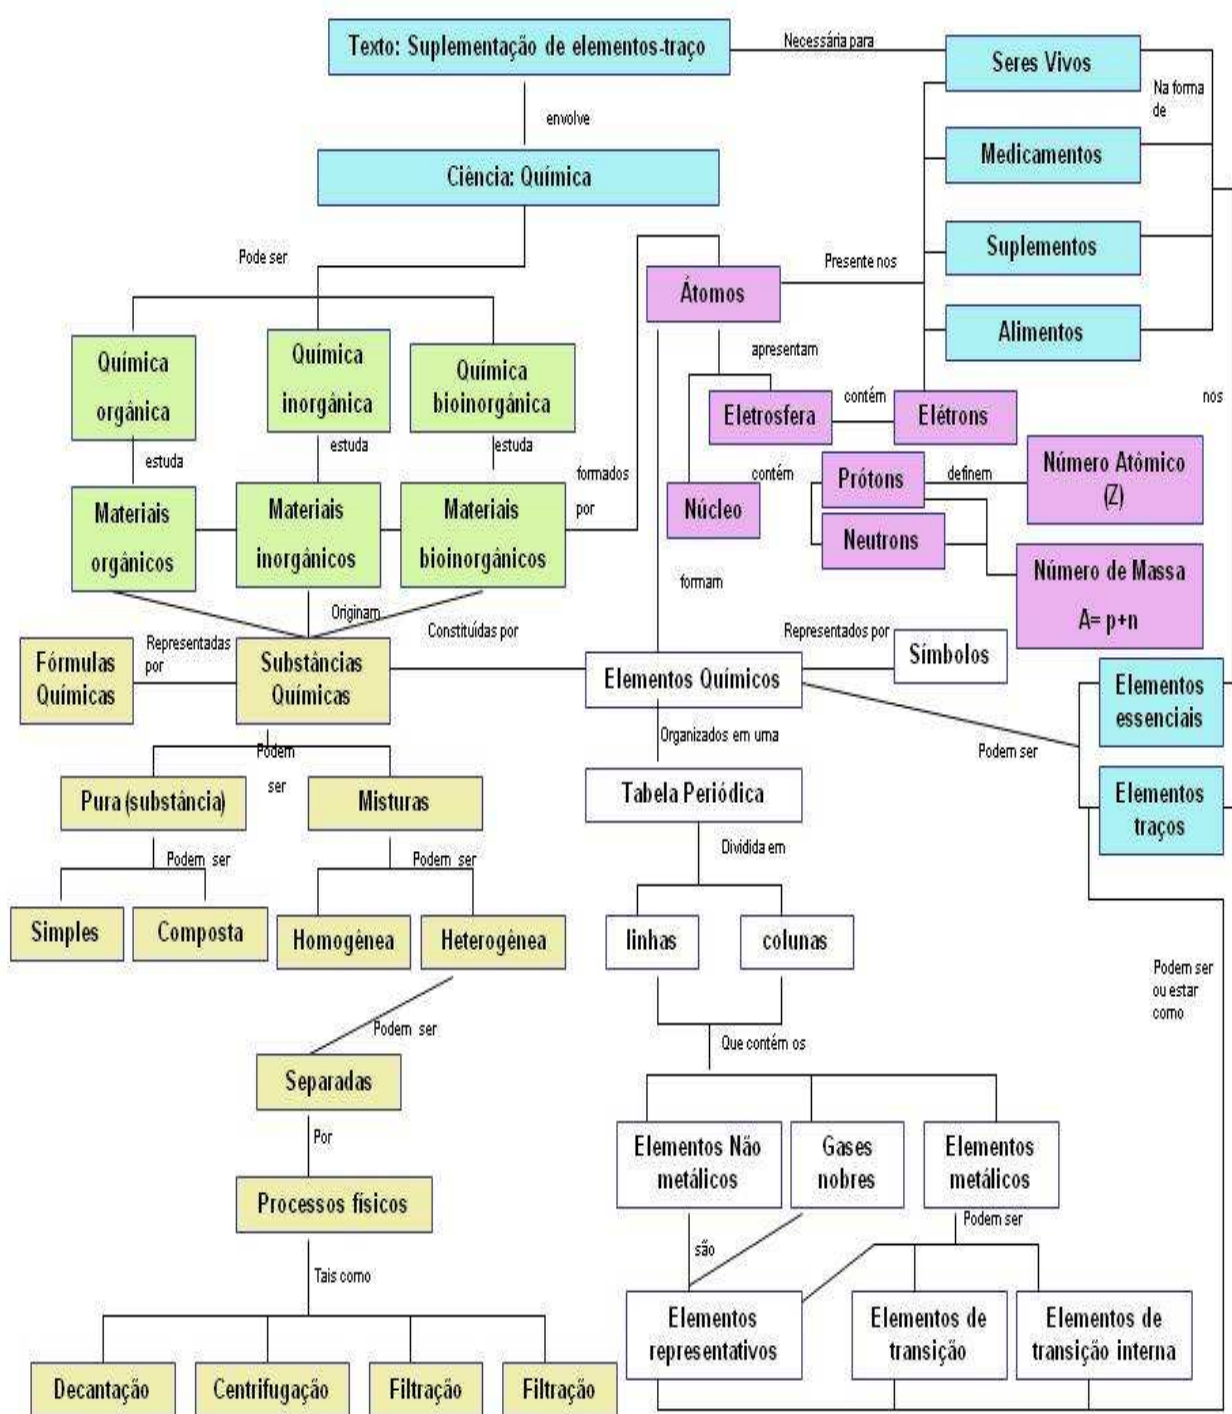 Texto: Suplementação de elementos-traço
Necessária para
Seres Vivos
Na forma
de
envolve
Medicamentos
Ciência: Química
Suplementos
Pode ser
Presente nos
Átomos
Alimentos
Química
orgânica
Química
inorgânica
Química
bioinorgânica
apresentam
nos
Eletrosfera
contém
Elétrons
estuda
estuda
estuda
formados
por
contém
Prótons
definem
Número Atômico
(Z)
Materiais
orgânicos
Materiais
inorgânicos
Materiais
bioinorgânicos
Núcleo
Neutrons
formam
Número de Massa
A= p+n
Originam
Representadas
por
Constituídas por
Representados por
Símbolos
Fórmulas
Químicas
Substâncias
Químicas
Elementos Químicos
Elementos
essenciais
Organizados em uma
Podem ser
Podem
ser
Pura (substância)
Misturas
Tabela Periódica
Elementos
traços
Podem ser
Podem ser
Dividida em
Simples
Composta
Homogênea
Heterogênea
linhas
colunas
Podem ser
ou estar
como
Podem ser
Que contém os
Separadas
Por
Elementos Não
metálicos
Gases
nobres
Elementos
metálicos
Processos físicos
Podem ser
são
Tais como
Elementos
representativos
Elementos de
transição
Elementos de
transição interna
Decantação
Centrifugação
Filtração
Filtração